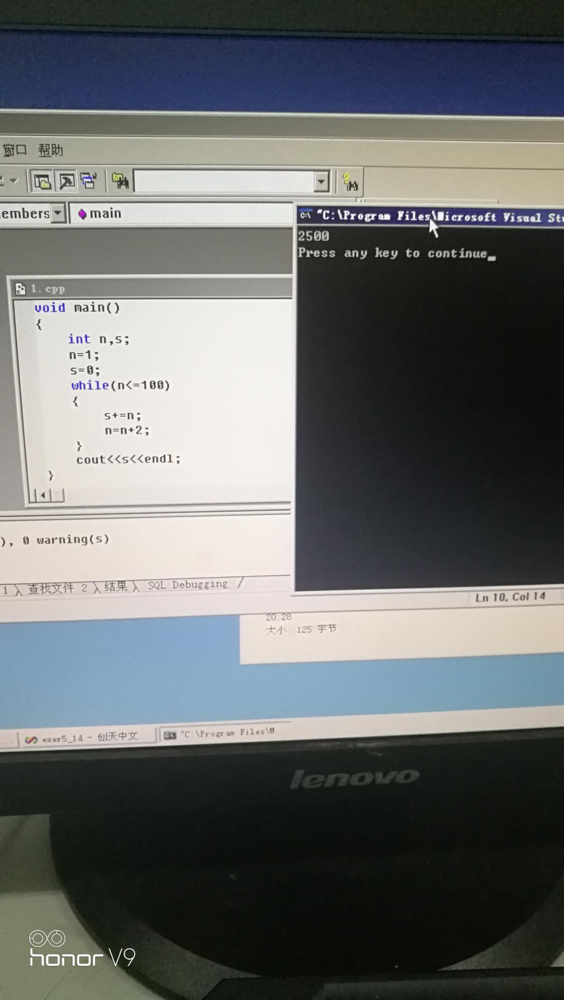 窗口 帮助
embers
main
"C:\Program Files\Microsoft Visual Stu
2500
Press any key to continue_
1.cpp
void main()
{
int n,s;
n=1;
s=0;
while(n<=100)
{
s+=n;
n=n+2;
}
cout<<s<<endl;
}
), 0 warning(s)
1 查找文件 2 结果 SQL Debugging
Ln 10, Col 14
20:28
大小: 125 字节
exer5_1d - 创天中文...
"C:\Program Files\M...
lenovo
honor V9